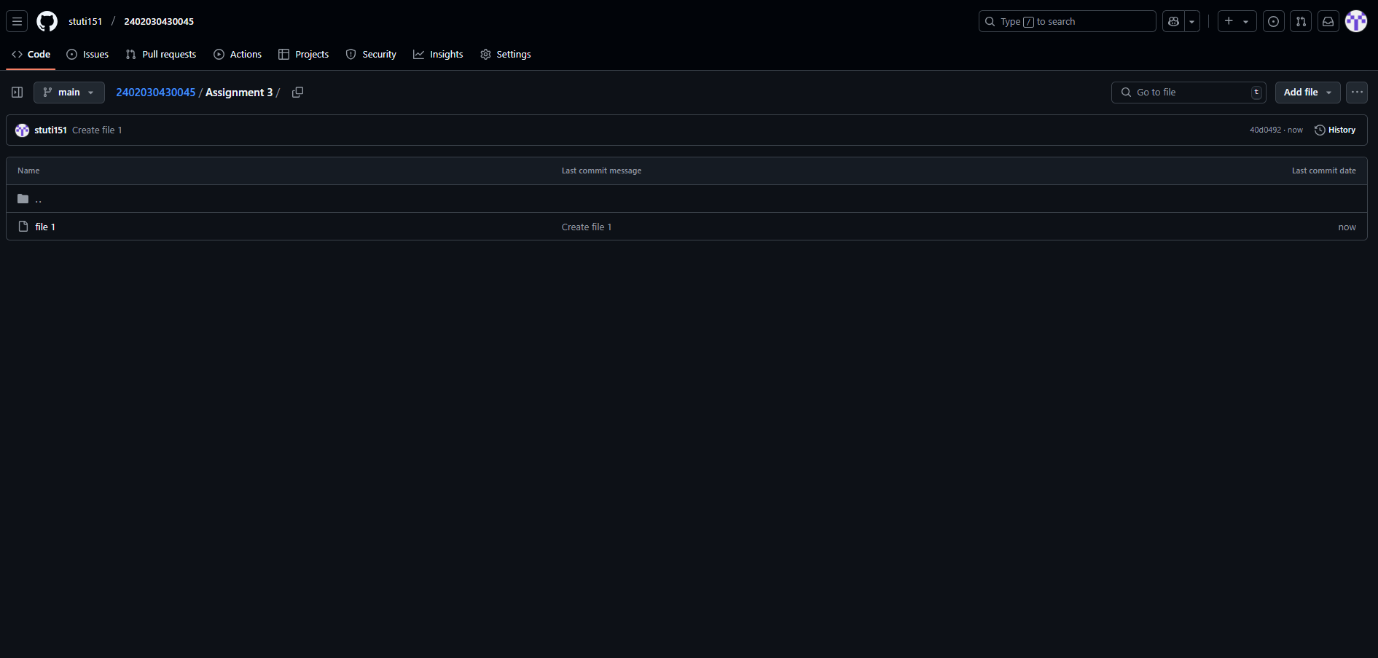 stuti151 / 2402030430045 Type / to search
Code Issues Pull requests Actions Projects Security Insights Settings
main 2402030430045 / Assignment 3 / Go to file t Add file
stuti151 Create file 1 40d0492 · now History
Name Last commit message Last commit date
..
file 1 Create file 1 now